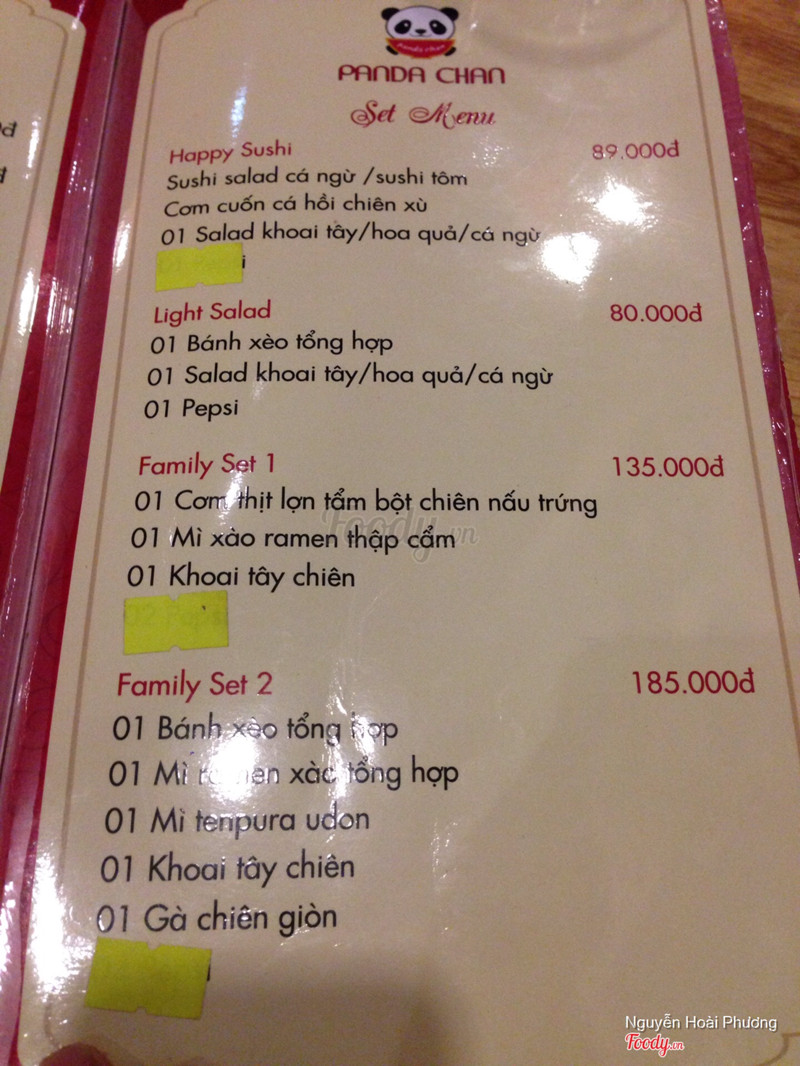 đ
đ
panda chan
PANDA CHAN
Set Menu
Happy Sushi 89.000đ
Sushi salad cá ngừ /sushi tôm
Cơm cuốn cá hồi chiên xù
01 Salad khoai tây/hoa quả/cá ngừ
i
Light Salad 80.000đ
01 Bánh xèo tổng hợp
01 Salad khoai tây/hoa quả/cá ngừ
01 Pepsi
Family Set 1 135.000đ
01 Cơm thịt lợn tẩm bột chiên nấu trứng
01 Mì xào ramen thập cẩm
Foody.vn
01 Khoai tây chiên
Family Set 2 185.000đ
01 Bánh xèo tổng hợp
01 Mì ramen xào tổng hợp
01 Mì tenpura udon
01 Khoai tây chiên
01 Gà chiên giòn
Nguyễn Hoài Phương
Foody.vn